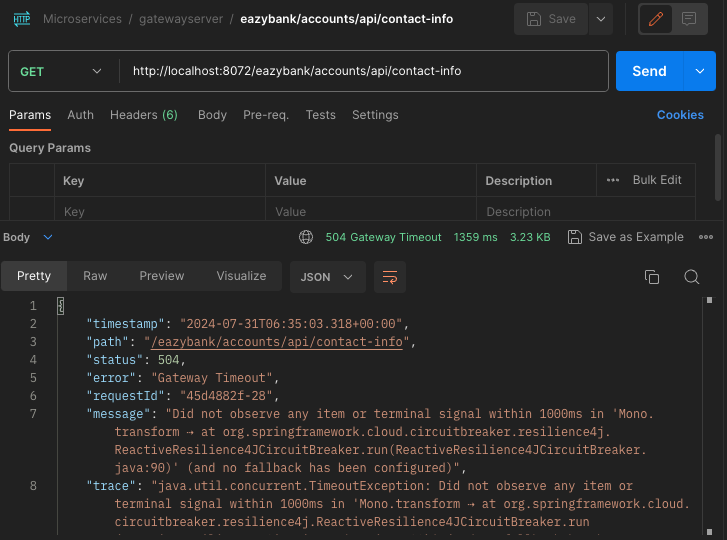 HTTP Microservices / gatewayserver / eazybank/accounts/api/contact-info Save
GET http://localhost:8072/eazybank/accounts/api/contact-info Send
Params Auth Headers (6) Body Pre-req. Tests Settings Cookies
Query Params
Key Value Description ••• Bulk Edit
Key Value Description
Body 504 Gateway Timeout 1359 ms 3.23 KB Save as Example •••
Pretty Raw Preview Visualize JSON
1 {
2 "timestamp": "2024-07-31T06:35:03.318+00:00",
3 "path": "/eazybank/accounts/api/contact-info",
4 "status": 504,
5 "error": "Gateway Timeout",
6 "requestId": "45d4882f-28",
7 "message": "Did not observe any item or terminal signal within 1000ms in 'Mono.
transform → at org.springframework.cloud.circuitbreaker.resilience4j.
ReactiveResilience4JCircuitBreaker.run(ReactiveResilience4JCircuitBreaker.
java:90)' (and no fallback has been configured)",
8 "trace": "java.util.concurrent.TimeoutException: Did not observe any item or
terminal signal within 1000ms in 'Mono.transform → at org.springframework.cloud.
circuitbreaker.resilience4j.ReactiveResilience4JCircuitBreaker.run